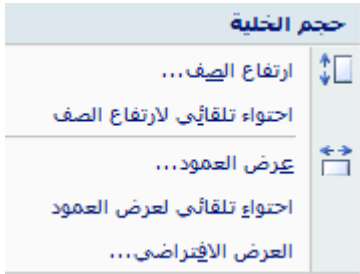 حجم الخلية
ارتفاع الصف...
احتواء تلقائي لارتفاع الصف
عرض العمود...
احتواء تلقائي لعرض العمود
العرض الافتراضي...